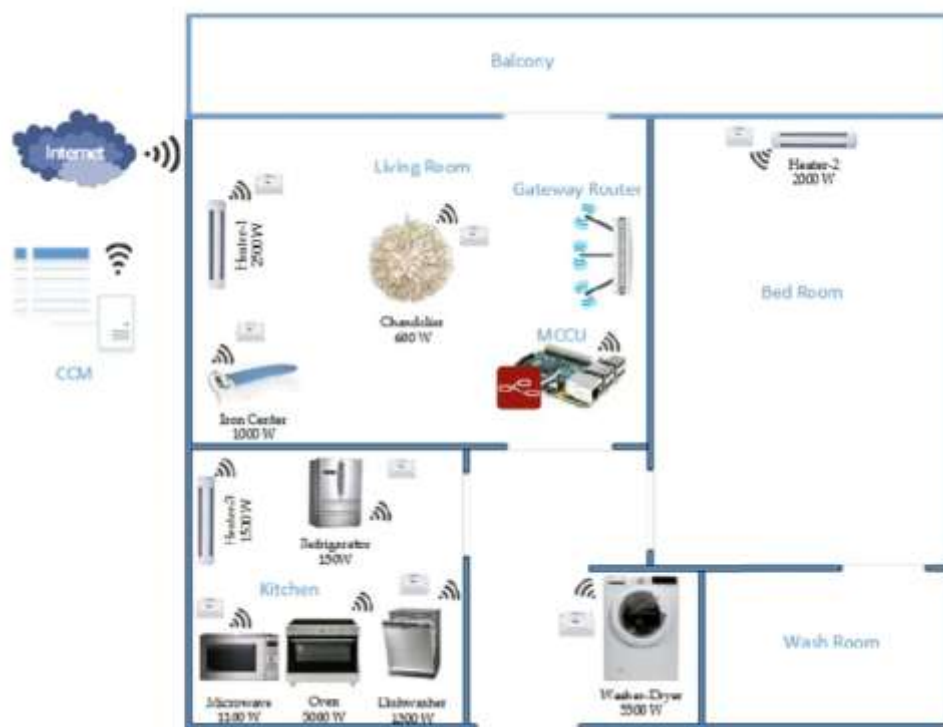 Balcony
Internet
Living Room
Heater-2
2000 W
Gateway Router
Heater-1
Bed Room
Chandelier
600 W
MCCU
CCM
Iron Center
1000 W
Heater-3
1500 W
Refrigerator
150W
Kitchen
Wash Room
Microwave
1100 W
Oven
Dishwasher
Washer-Dryer